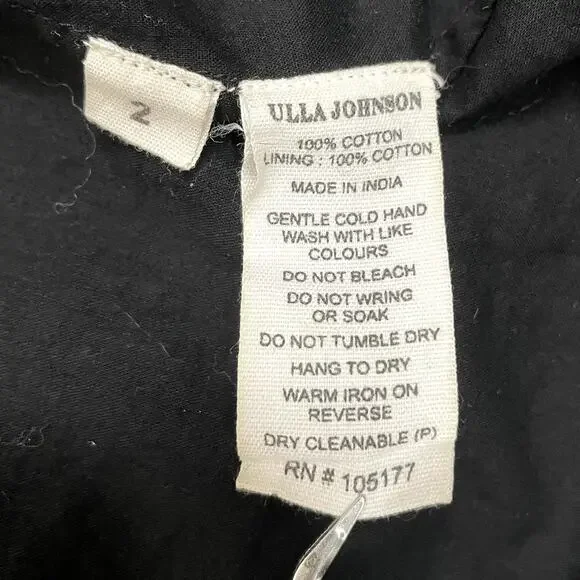 2
ULLA JOHNSON
100% COTTON
LINING : 100% COTTON
MADE IN INDIA
GENTLE COLD HAND
WASH WITH LIKE
COLOURS
DO NOT BLEACH
DO NOT WRING
OR SOAK
DO NOT TUMBLE DRY
HANG TO DRY
WARM IRON ON
REVERSE
DRY CLEANABLE (P)
RN # 105177